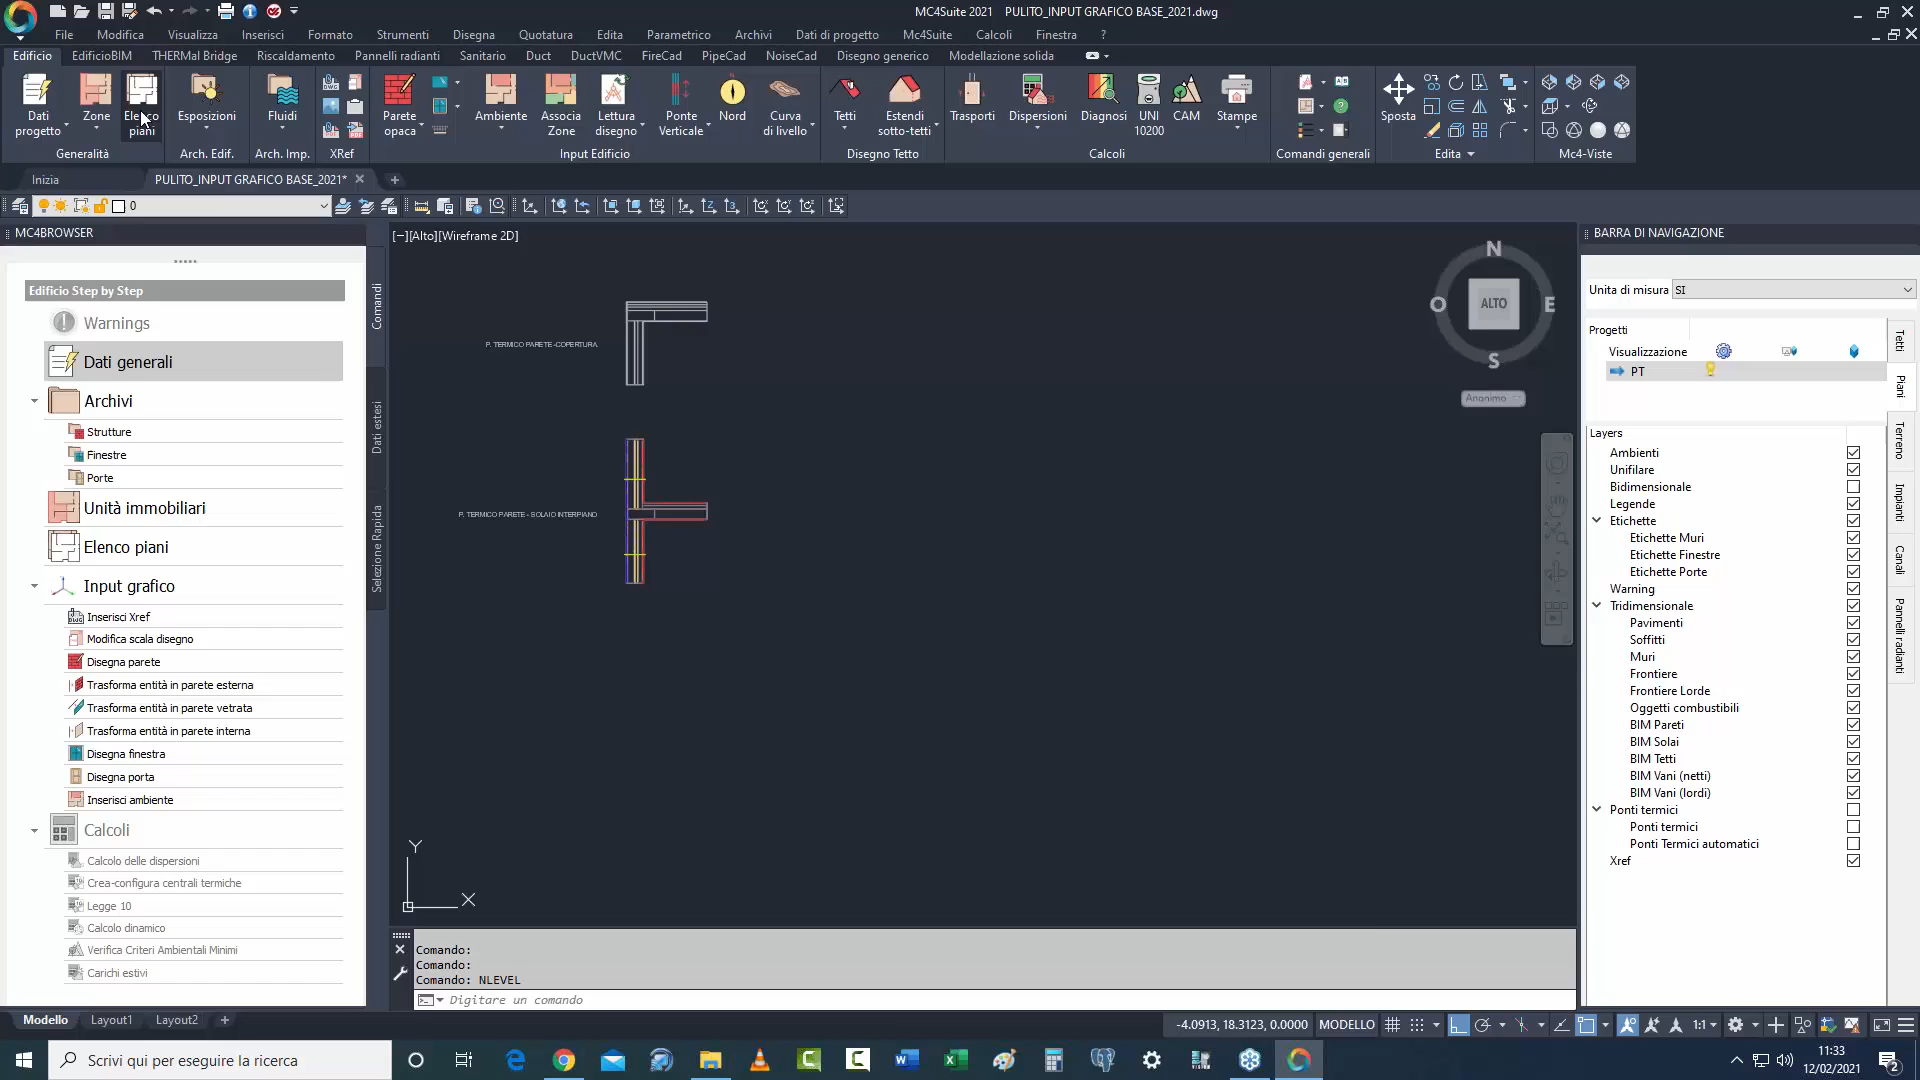 MC4Suite 2021 PULITO_INPUT GRAFICO BASE_2021.dwg
File Modifica Visualizza Inserisci Formato Strumenti Disegna Quotatura Edita Parametrico Archivi Dati di progetto Mc4Suite Calcoli Finestra ?
Edificio EdificioBIM THERMal Bridge Riscaldamento Pannelli radianti Sanitario Duct DuctVMC FireCad PipeCad NoiseCad Disegno generico Modellazione solida
Dati progetto
Zone
Elenco piani
Esposizioni
Fluidi
Parete opaca
Ambiente
Associa Zone
Lettura disegno
Ponte Verticale
Nord
Curva di livello
Tetti
Estendi sotto-tetti
Trasporti
Dispersioni
Diagnosi
UNI 10200
CAM
Stampe
Sposta
Generalità Arch. Edif. Arch. Imp. XRef Input Edificio Disegno Tetto Calcoli Comandi generali Edita Mc4-Viste
Inizia PULITO_INPUT GRAFICO BASE_2021*
0
MC4BROWSER
Edificio Step by Step
Warnings
Dati generali
Archivi
Strutture
Finestre
Porte
Unità immobiliari
Elenco piani
Input grafico
Inserisci Xref
Modifica scala disegno
Disegna parete
Trasforma entità in parete esterna
Trasforma entità in parete vetrata
Trasforma entità in parete interna
Disegna finestra
Disegna porta
Inserisci ambiente
Calcoli
Calcolo delle dispersioni
Crea-configura centrali termiche
Legge 10
Calcolo dinamico
Verifica Criteri Ambientali Minimi
Carichi estivi
Comandi
Dati estesi
Selezione Rapida
[−][Alto][Wireframe 2D]
P. TERMICO PARETE -COPERTURA
P. TERMICO PARETE - SOLAIO INTERPIANO
N
O ALTO E
S
Anonimo
Y
X
Comando:
Comando:
Comando: NLEVEL
Digitare un comando
BARRA DI NAVIGAZIONE
Unita di misura SI
Progetti
Visualizzazione
PT
Layers
Ambienti
Unifilare
Bidimensionale
Legende
Etichette
Etichette Muri
Etichette Finestre
Etichette Porte
Warning
Tridimensionale
Pavimenti
Soffitti
Muri
Frontiere
Frontiere Lorde
Oggetti combustibili
BIM Pareti
BIM Solai
BIM Tetti
BIM Vani (netti)
BIM Vani (lordi)
Ponti termici
Ponti termici
Ponti Termici automatici
Xref
Tetti
Piani
Terreno
Impianti
Canali
Pannelli radianti
Modello Layout1 Layout2 +
-4.0913, 18.3123, 0.0000 MODELLO 1:1
Scrivi qui per eseguire la ricerca
11:33
12/02/2021
2